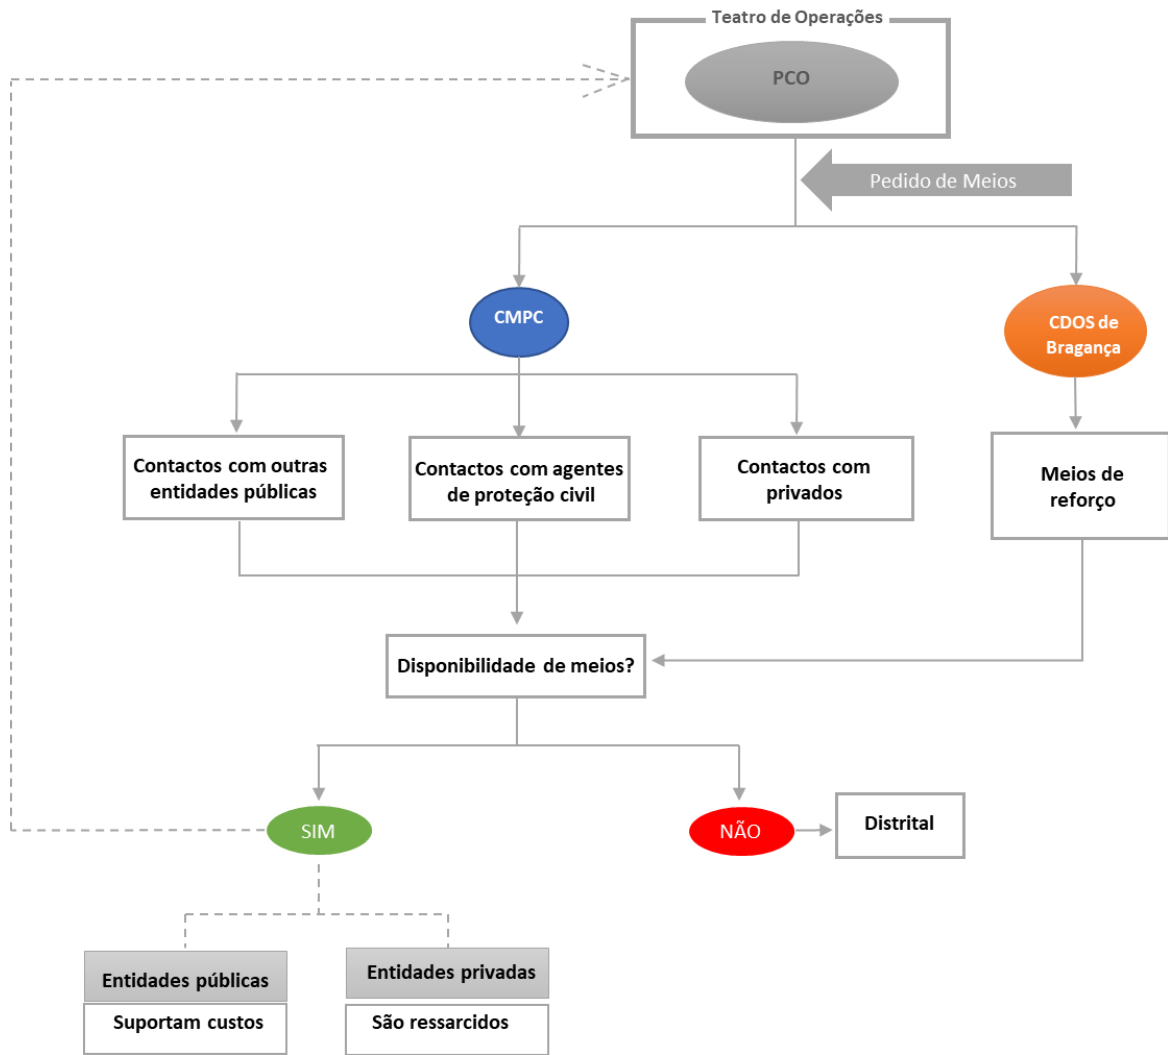 Teatro de Operações
PCO
Pedido de Meios
CMPC
CDOS de
Bragança
Contactos com outras
entidades públicas
Contactos com agentes
de proteção civil
Contactos com
privados
Meios de
reforço
Disponibilidade de meios?
SIM
NÃO
Distrital
Entidades públicas
Suportam custos
Entidades privadas
São ressarcidos